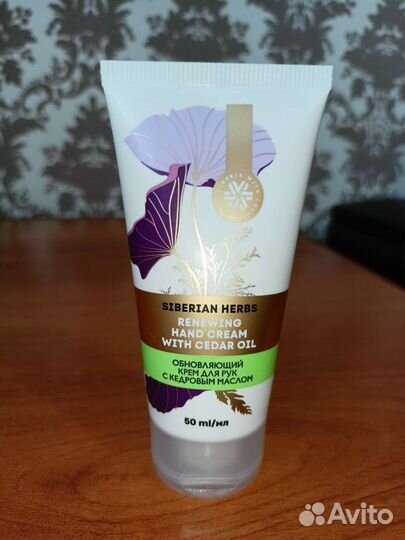 SIBERIAN HERBS
RENEWING
HAND CREAM
WITH CEDAR OIL
ОБНОВЛЯЮЩИЙ
КРЕМ ДЛЯ РУК
С КЕДРОВЫМ МАСЛОМ
50 ml/мл
Avito